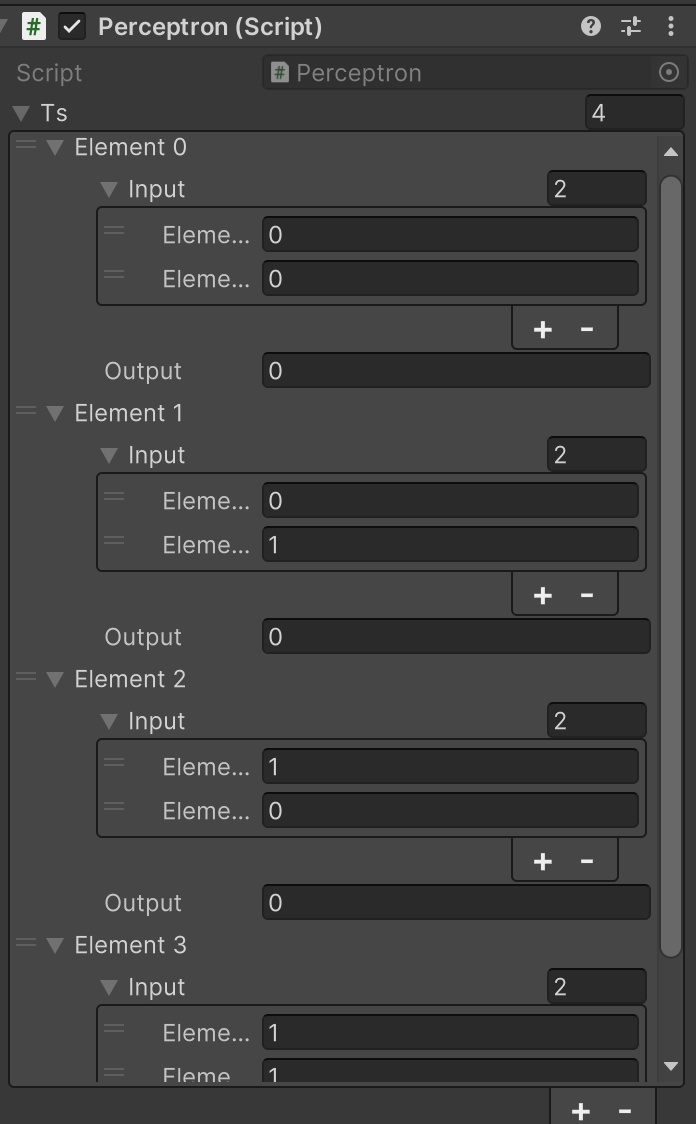 # Perceptron (Script)
Script # Perceptron
Ts 4
Element 0
Input 2
Eleme... 0
Eleme... 0
+ -
Output 0
Element 1
Input 2
Eleme... 0
Eleme... 1
+ -
Output 0
Element 2
Input 2
Eleme... 1
Eleme... 0
+ -
Output 0
Element 3
Input 2
Eleme... 1
Eleme... 1
+ -